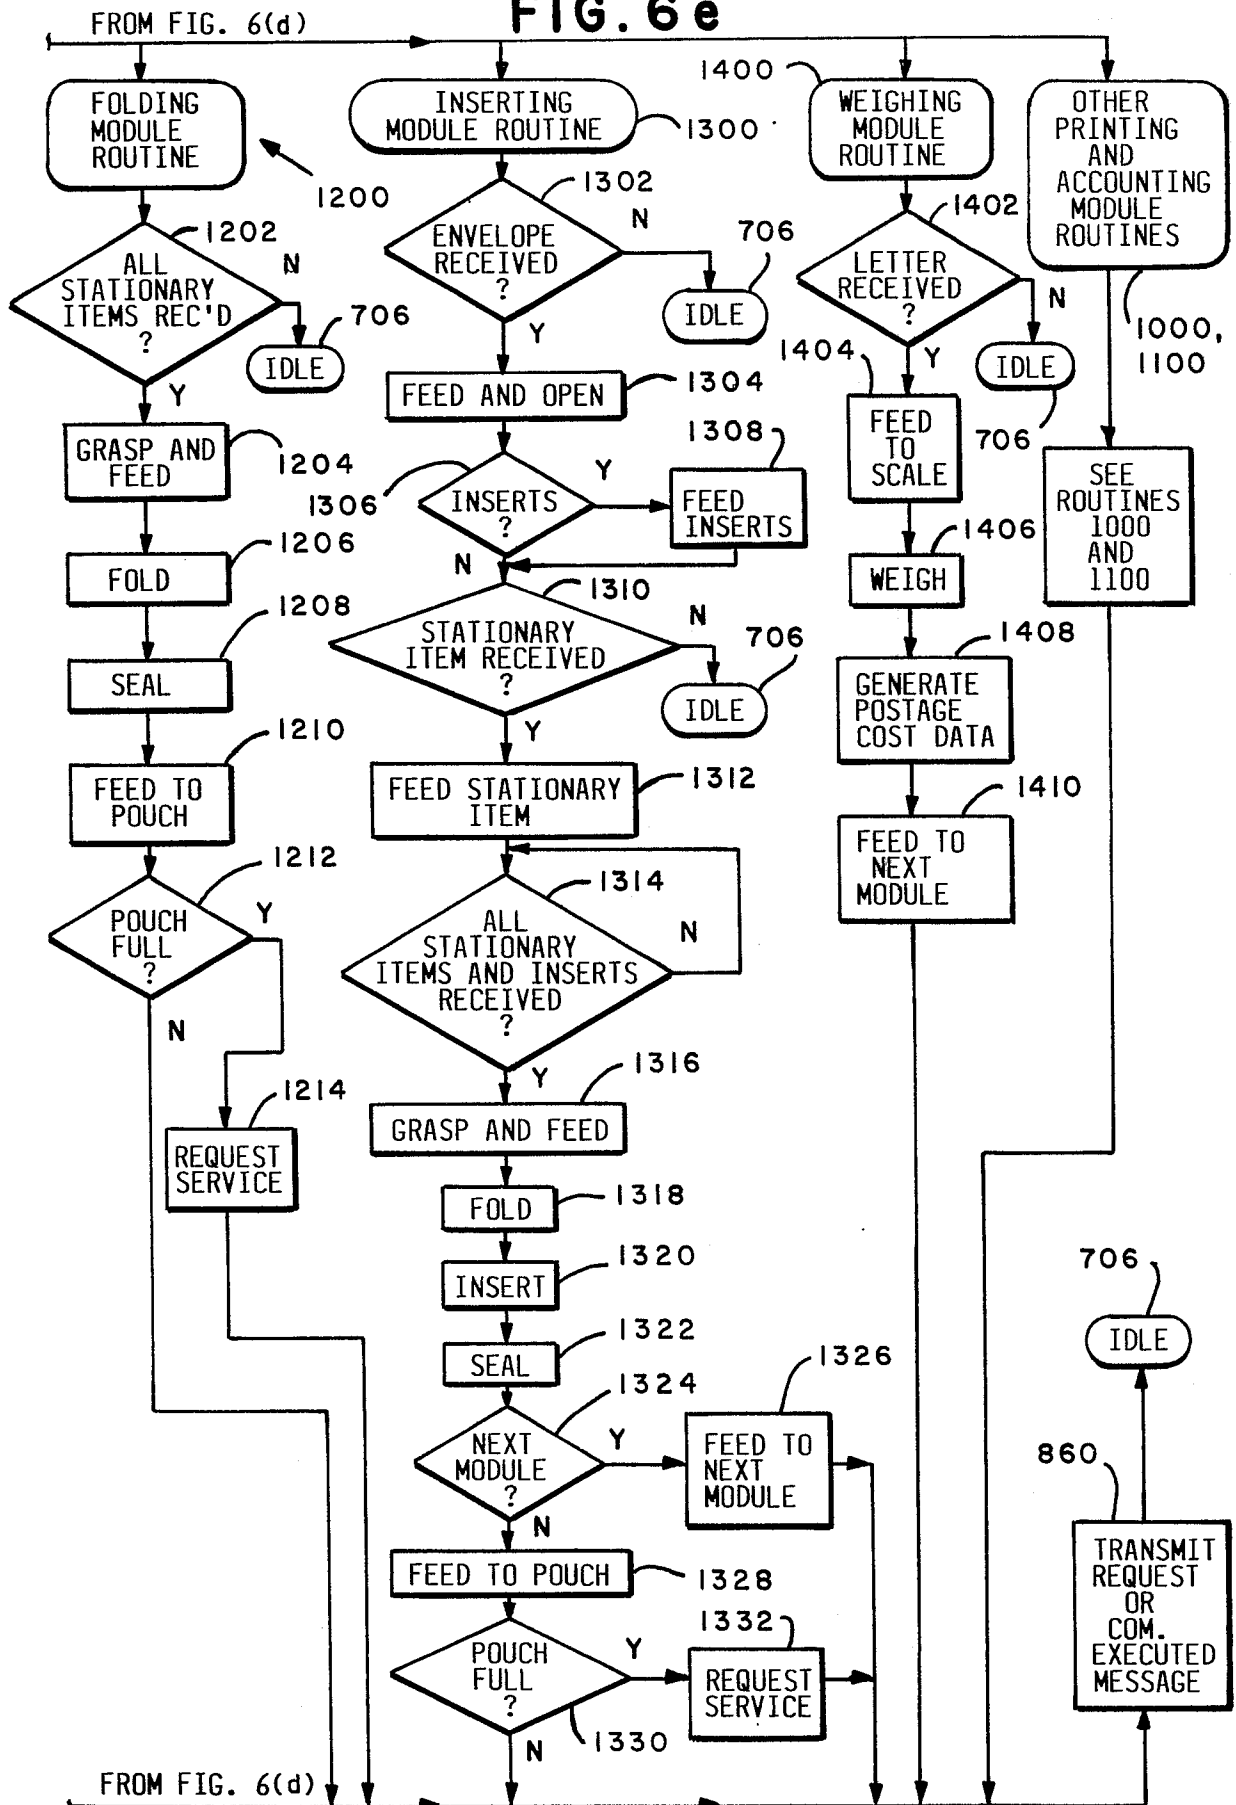 FIG. 6e
FROM FIG. 6(d)
FOLDING
MODULE
ROUTINE
1200
1202
ALL
STATIONARY
ITEMS REC'D
?
N
706
IDLE
Y
GRASP AND
FEED
1204
FOLD
1206
SEAL
1208
FEED TO
POUCH
1210
1212
POUCH
FULL
?
Y
N
1214
REQUEST
SERVICE
INSERTING
MODULE ROUTINE
1300
1302
ENVELOPE
RECEIVED
?
N
706
IDLE
Y
FEED AND OPEN
1304
1306
INSERTS
?
Y
1308
FEED
INSERTS
N
1310
STATIONARY
ITEM RECEIVED
?
N
706
IDLE
Y
FEED STATIONARY
ITEM
1312
1314
ALL
STATIONARY
ITEMS AND INSERTS
RECEIVED
?
N
Y
1316
GRASP AND FEED
FOLD
1318
INSERT
1320
SEAL
1322
1324
NEXT
MODULE
?
Y
1326
FEED TO
NEXT
MODULE
N
FEED TO POUCH
1328
POUCH
FULL
?
1330
Y
1332
REQUEST
SERVICE
N
1400
WEIGHING
MODULE
ROUTINE
1402
LETTER
RECEIVED
?
N
IDLE
706
Y
1404
FEED
TO
SCALE
1406
WEIGH
1408
GENERATE
POSTAGE
COST DATA
1410
FEED TO
NEXT
MODULE
OTHER
PRINTING
AND
ACCOUNTING
MODULE
ROUTINES
1000,
1100
SEE
ROUTINES
1000
AND
1100
706
IDLE
860
TRANSMIT
REQUEST
OR
COM.
EXECUTED
MESSAGE
FROM FIG. 6(d)